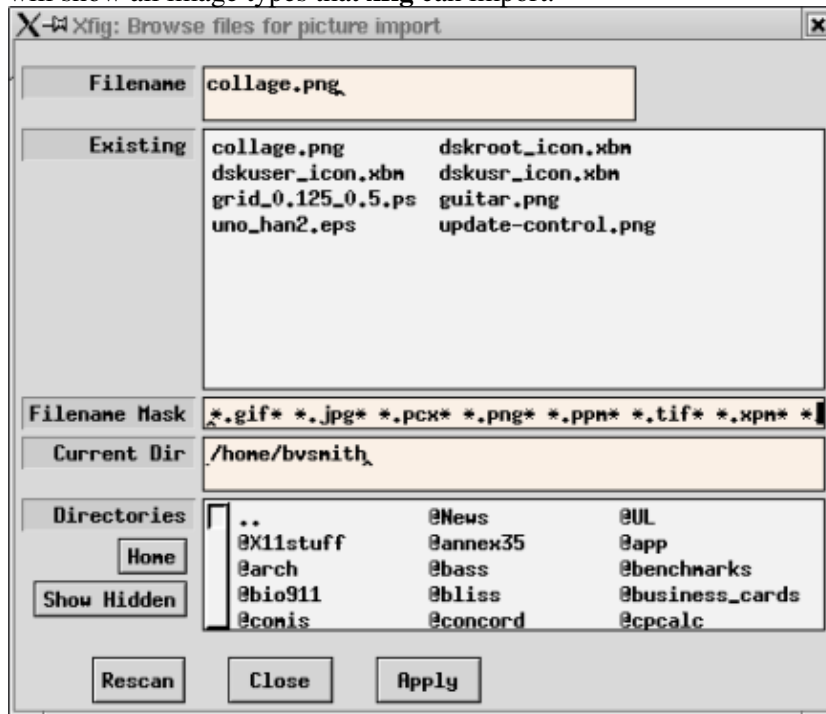 will show all image types that xfig can import.
Xfig: Browse files for picture import
Filename collage.png
Existing collage.png dskroot_icon.xbm
dskuser_icon.xbm dskusr_icon.xbm
grid_0.125_0.5.ps guitar.png
uno_han2.eps update-control.png
Filename Mask *.gif* *.jpg* *.pcx* *.png* *.ppm* *.tif* *.xpm* *
Current Dir /home/bvsmith
Directories .. @News @UL
@X11stuff @annex35 @app
Home @arch @bass @benchmarks
Show Hidden @bio911 @bliss @business_cards
@comis @concord @cpcalc
Rescan Close Apply